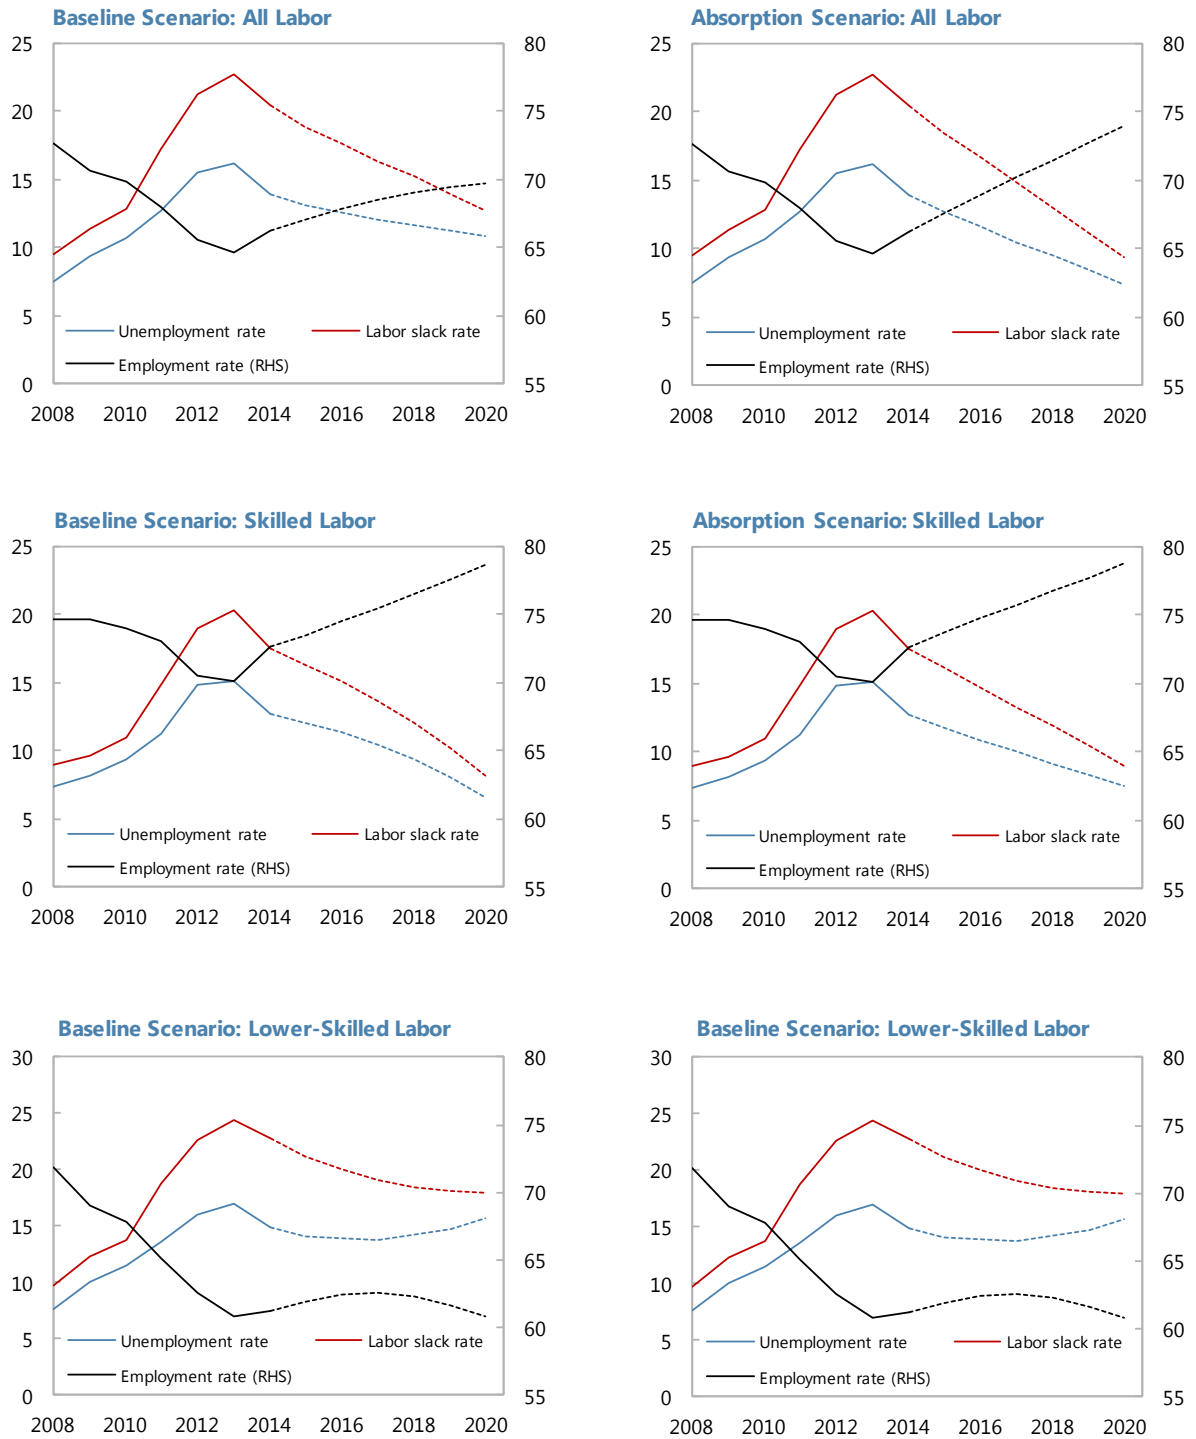 Baseline Scenario: All Labor
25
20
15
10
5
0
80
75
70
65
60
55
Unemployment rate
Labor slack rate
Employment rate (RHS)
2008 2010 2012 2014 2016 2018 2020
Absorption Scenario: All Labor
25
20
15
10
5
0
80
75
70
65
60
55
Unemployment rate
Labor slack rate
Employment rate (RHS)
2008 2010 2012 2014 2016 2018 2020
Baseline Scenario: Skilled Labor
25
20
15
10
5
0
80
75
70
65
60
55
Unemployment rate
Labor slack rate
Employment rate (RHS)
2008 2010 2012 2014 2016 2018 2020
Absorption Scenario: Skilled Labor
25
20
15
10
5
0
80
75
70
65
60
55
Unemployment rate
Labor slack rate
Employment rate (RHS)
2008 2010 2012 2014 2016 2018 2020
Baseline Scenario: Lower-Skilled Labor
30
25
20
15
10
5
0
80
75
70
65
60
55
Unemployment rate
Labor slack rate
Employment rate (RHS)
2008 2010 2012 2014 2016 2018 2020
Baseline Scenario: Lower-Skilled Labor
30
25
20
15
10
5
0
80
75
70
65
60
55
Unemployment rate
Labor slack rate
Employment rate (RHS)
2008 2010 2012 2014 2016 2018 2020